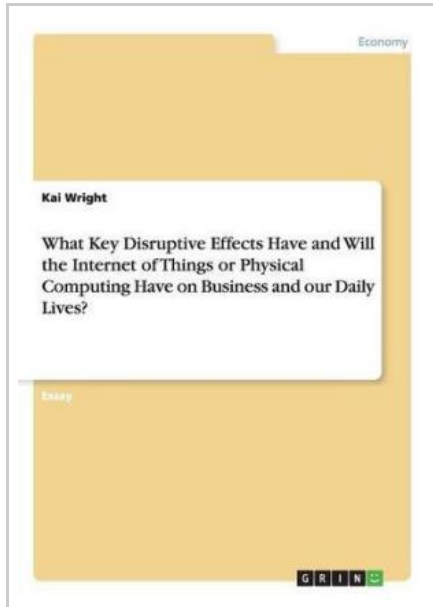 Economy
Kai Wright
What Key Disruptive Effects Have and Will
the Internet of Things or Physical
Computing Have on Business and our Daily
Lives?
Essay
GRIN